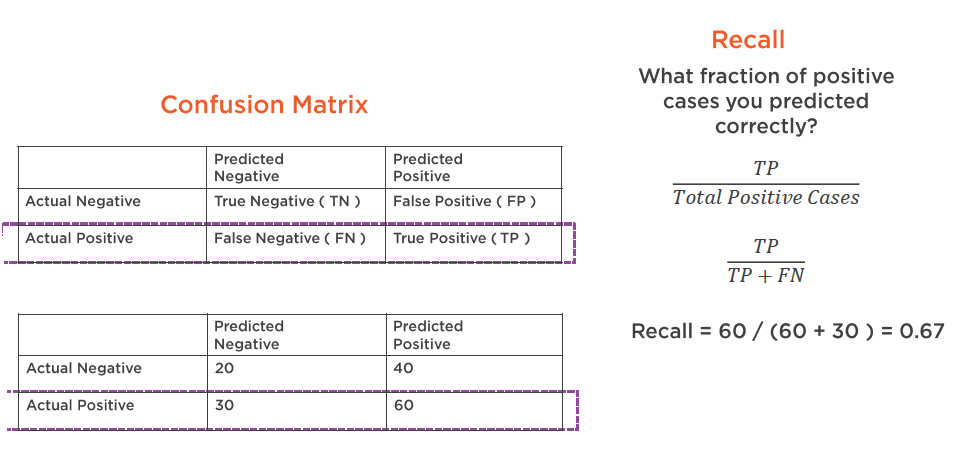 Confusion Matrix
Predicted Negative
Predicted Positive
Actual Negative
True Negative ( TN )
False Positive ( FP )
Actual Positive
False Negative ( FN )
True Positive ( TP )
Predicted Negative
Predicted Positive
Actual Negative
20
40
Actual Positive
30
60
Recall
What fraction of positive
cases you predicted
correctly?
TP
Total Positive Cases
TP
TP + FN
Recall = 60 / (60 + 30 ) = 0.67